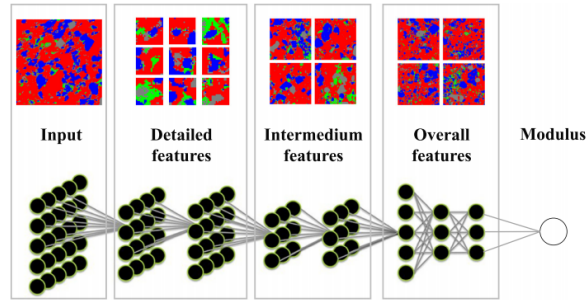 Input
Detailed
features
Intermedium
features
Overall
features
Modulus